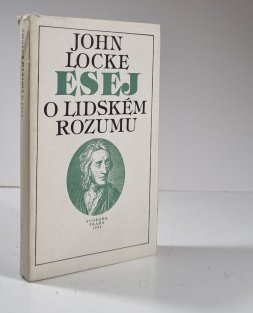 JOHN
LOCKE
ESEJ
O LIDSKÉM
ROZUMU
SVOBODA
PRAHA